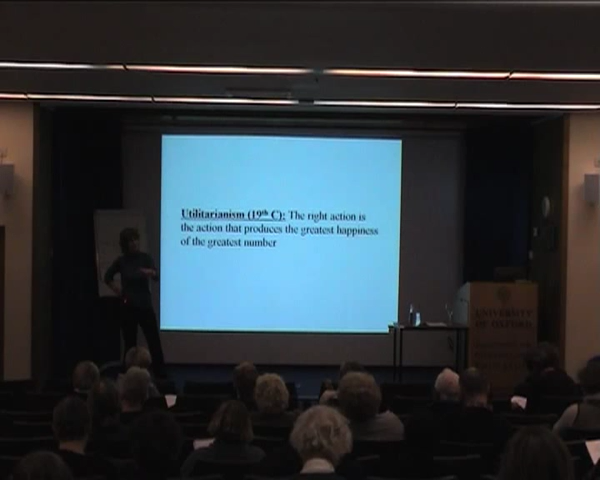 Utilitarianism (19th C): The right action is
the action that produces the greatest happiness
of the greatest number
UNIVERSITY
OF OXFORD